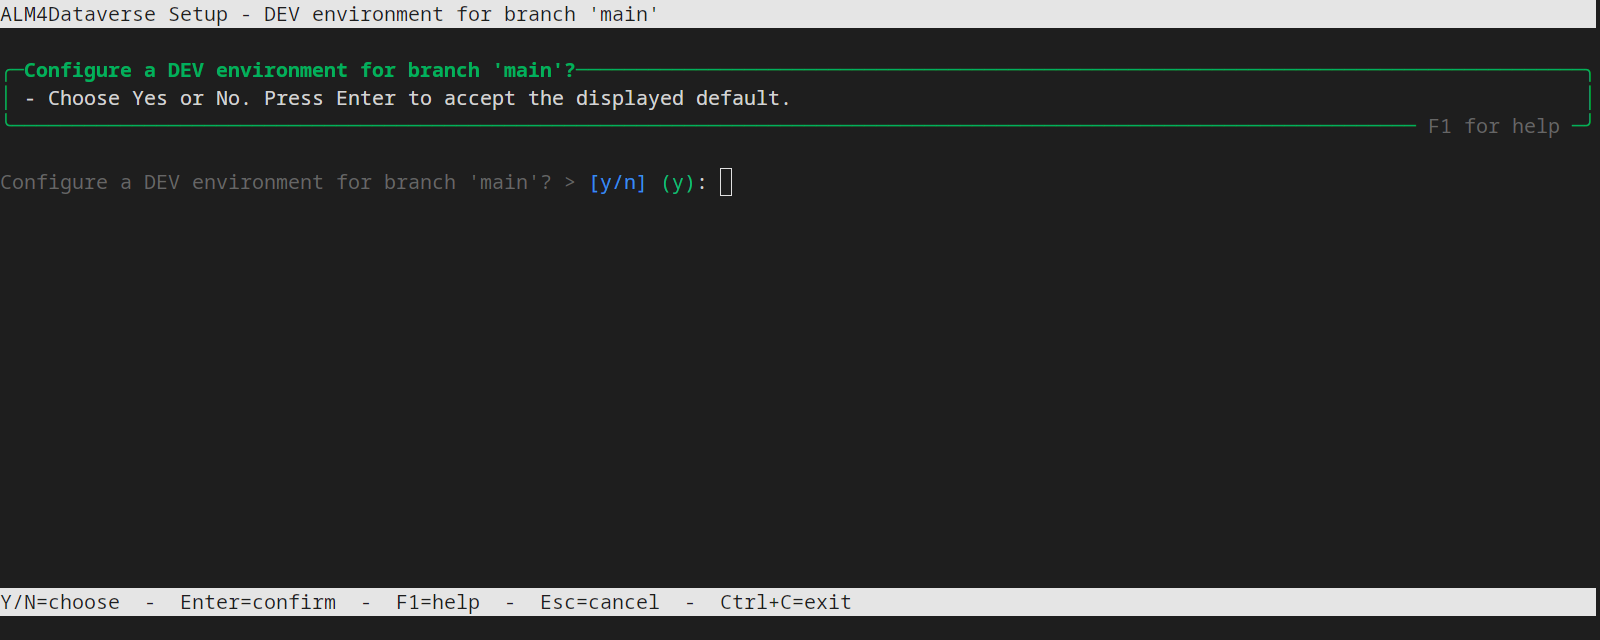 ALM4Dataverse Setup - DEV environment for branch 'main'
Configure a DEV environment for branch 'main'?
- Choose Yes or No. Press Enter to accept the displayed default.
F1 for help
Configure a DEV environment for branch 'main'? > [y/n] (y):
Y/N=choose  -  Enter=confirm  -  F1=help  -  Esc=cancel  -  Ctrl+C=exit